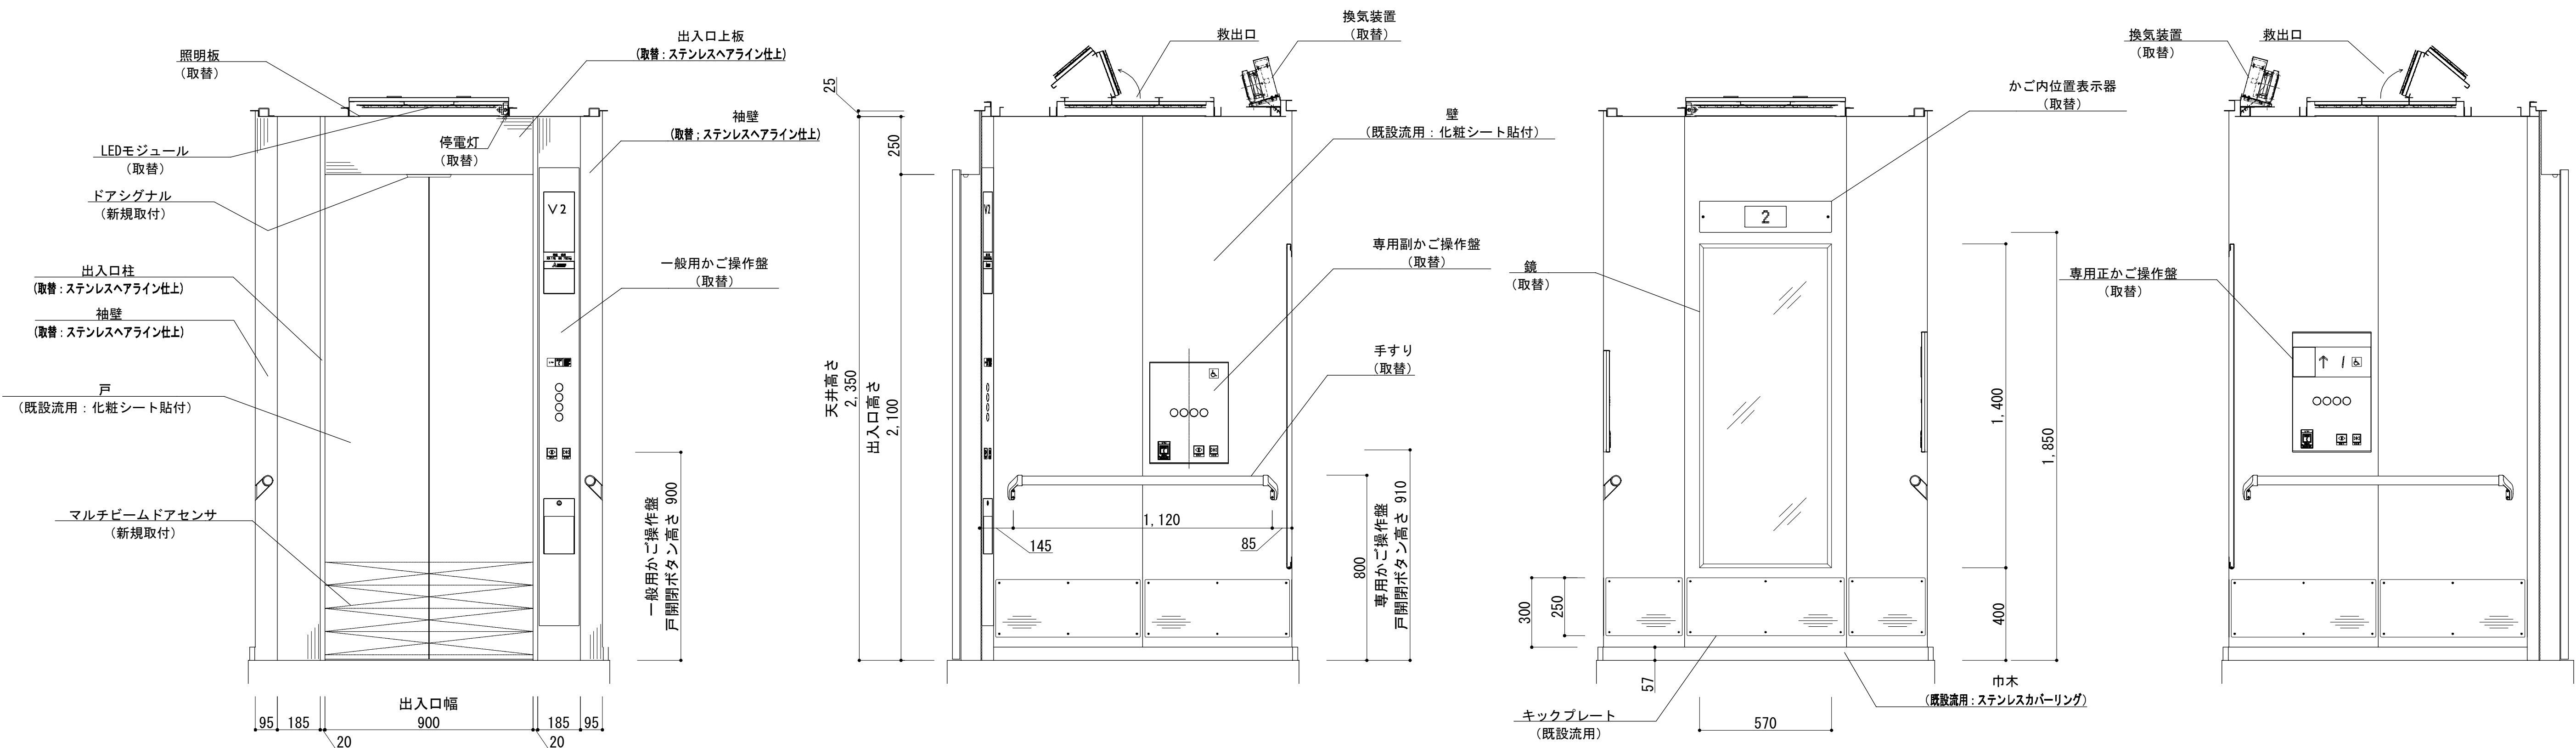 照明板
（取替）
出入口上板
（取替：ステンレスヘアライン仕上）
袖壁
（取替；ステンレスヘアライン仕上）
停電灯
（取替）
LEDモジュール
（取替）
ドアシグナル
（新規取付）
出入口柱
（取替：ステンレスヘアライン仕上）
袖壁
（取替：ステンレスヘアライン仕上）
戸
（既設流用：化粧シート貼付）
マルチビームドアセンサ
（新規取付）
V2
一般用かご操作盤
（取替）
一般用かご操作盤
戸開閉ボタン高さ 900
出入口幅
95
185
900
185
95
20
20
救出口
換気装置
（取替）
25
250
天井高さ
2,350
出入口高さ
2,100
V2
壁
（既設流用：化粧シート貼付）
専用副かご操作盤
（取替）
手すり
（取替）
1,120
145
85
800
専用かご操作盤
戸開閉ボタン高さ 910
かご内位置表示器
（取替）
2
鏡
（取替）
1,400
1,850
400
300
250
57
570
キックプレート
（既設流用）
巾木
（既設流用：ステンレスカバーリング）
換気装置
（取替）
救出口
専用正かご操作盤
（取替）
↑ 1